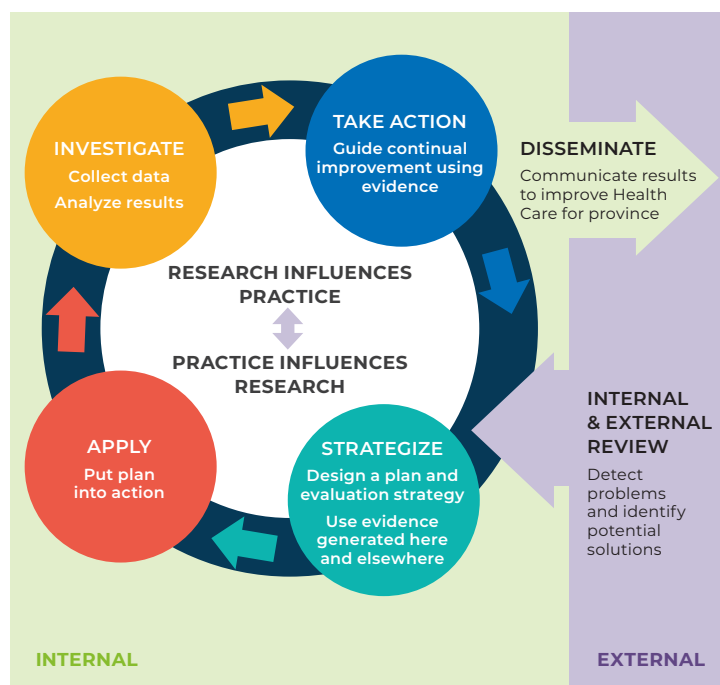 INVESTIGATE
Collect data
Analyze results
TAKE ACTION
Guide continual
improvement using
evidence
DISSEMINATE
Communicate results
to improve Health
Care for province
RESEARCH INFLUENCES
PRACTICE
PRACTICE INFLUENCES
RESEARCH
INTERNAL
& EXTERNAL
REVIEW
Detect
problems
and identify
potential
solutions
APPLY
Put plan
into action
STRATEGIZE
Design a plan and
evaluation strategy
Use evidence
generated here
and elsewhere
INTERNAL
EXTERNAL